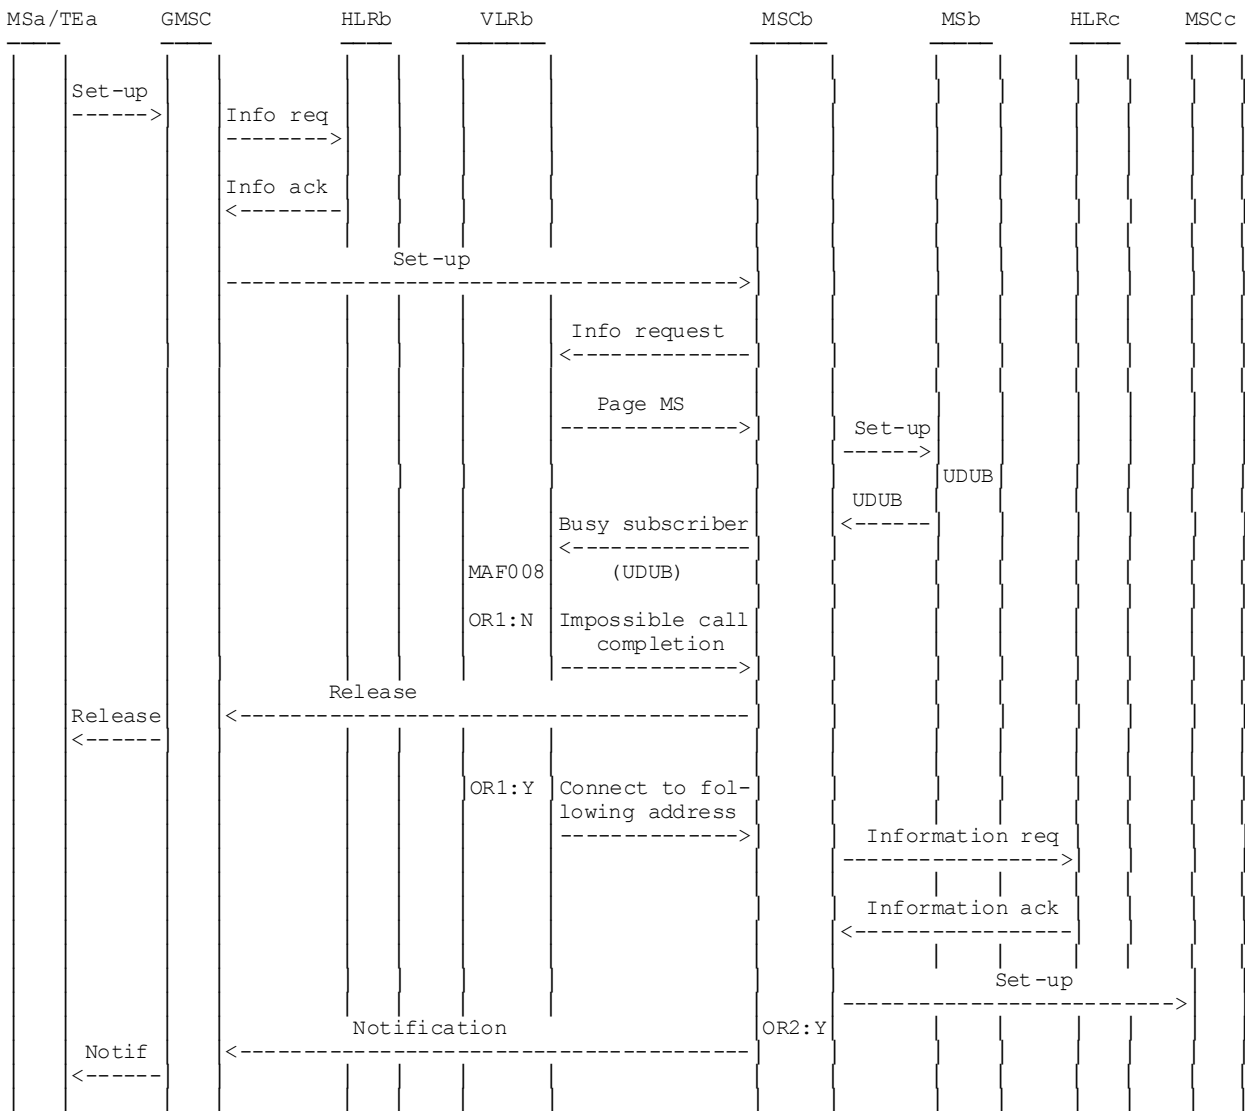 MSa/TEa GMSC HLRb VLRb MSCb MSb HLRc MSCc
Set-up
Info req
Info ack
Set-up
Info request
Page MS
Set-up
UDUB
UDUB
Busy subscriber
MAF008 (UDUB)
OR1:N Impossible call
completion
Release
Release
OR1:Y Connect to fol-
lowing address
Information req
Information ack
Set-up
Notification OR2:Y
Notif